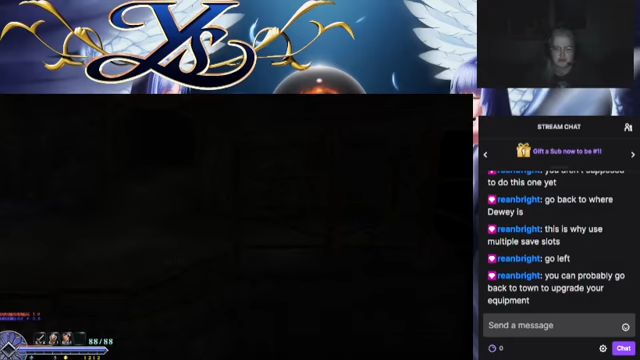 Ys
STREAM CHAT
Gift a Sub now to be #1!
reanbright: you aren't supposed
to do this one yet
reanbright: go back to where
Dewey is
reanbright: this is why use
multiple save slots
reanbright: go left
reanbright: you can probably go
back to town to upgrade your
equipment
Send a message
0
Chat
88/88
1212